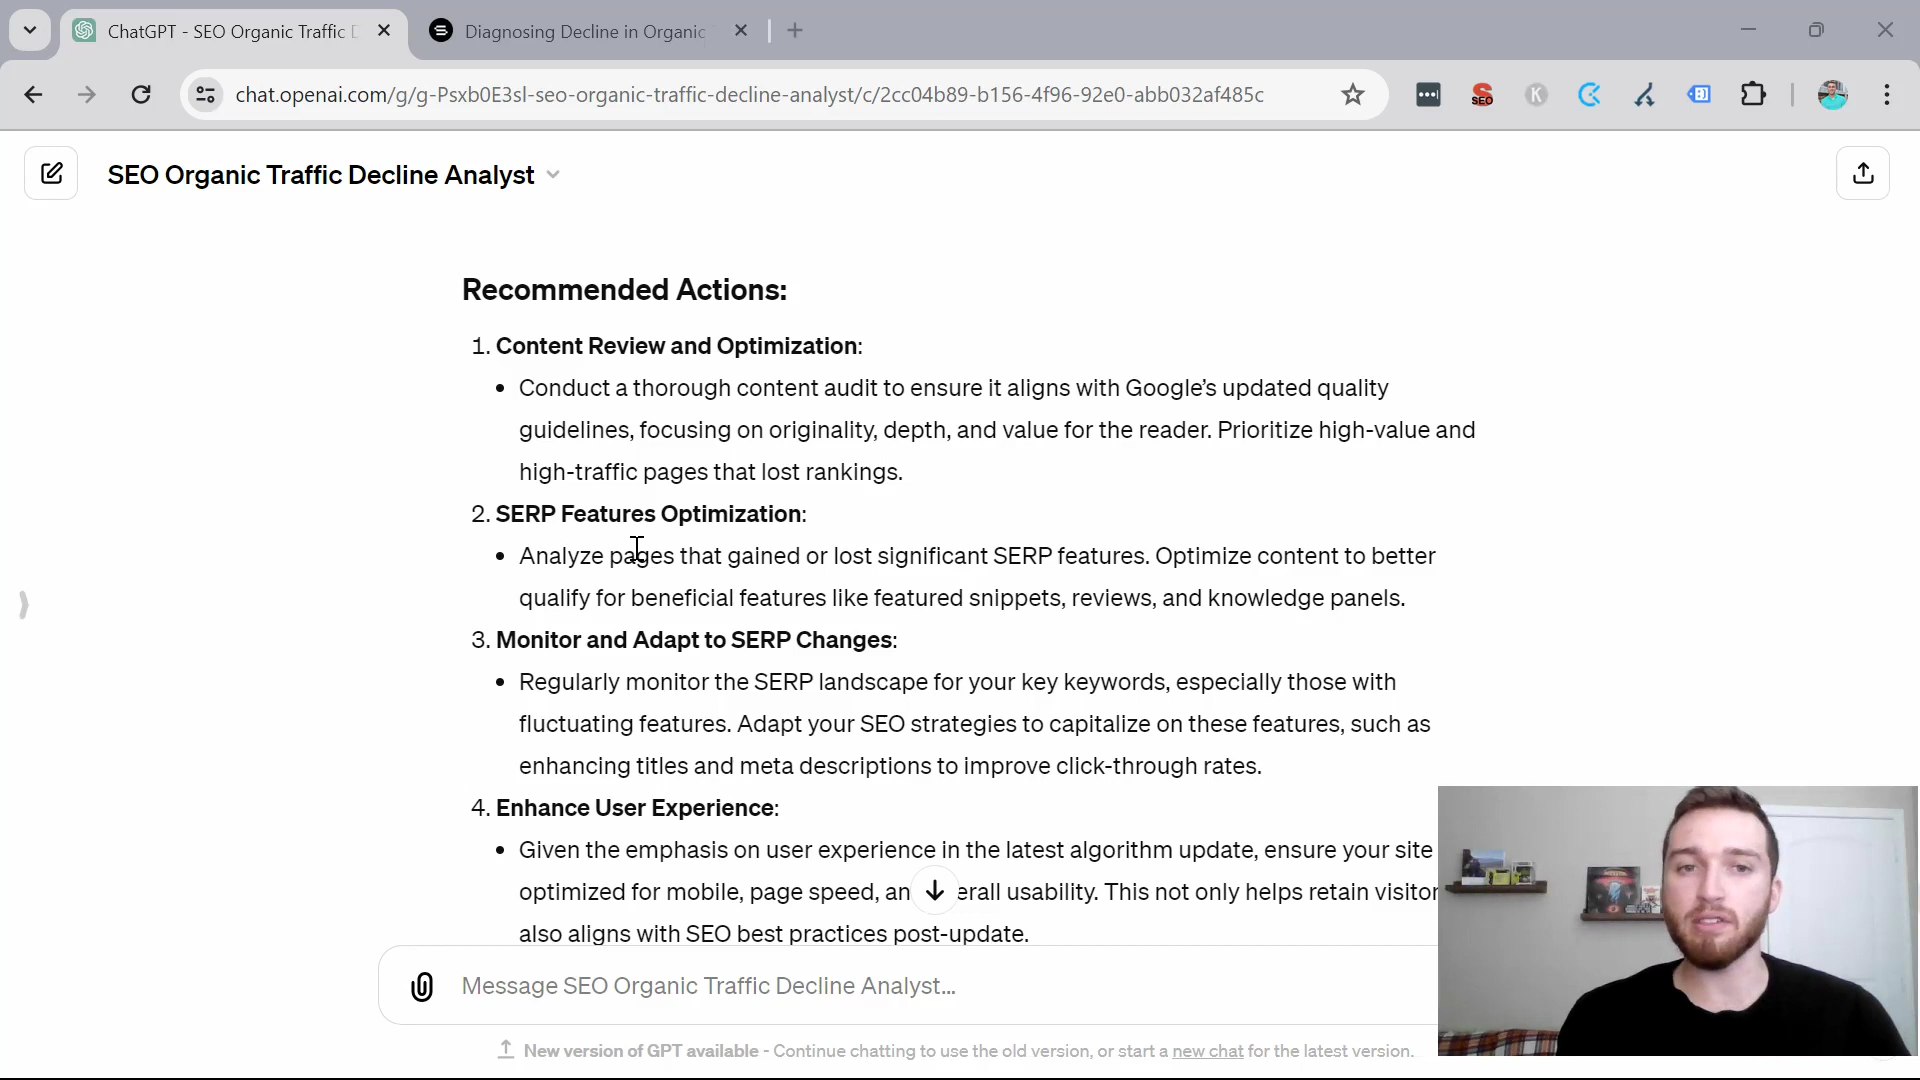 ChatGPT - SEO Organic Traffic D
Diagnosing Decline in Organic
chat.openai.com/g/g-Psxb0E3sl-seo-organic-traffic-decline-analyst/c/2cc04b89-b156-4f96-92e0-abb032af485c
SEO
K
SEO Organic Traffic Decline Analyst
Recommended Actions:
1. Content Review and Optimization:
• Conduct a thorough content audit to ensure it aligns with Google’s updated quality
guidelines, focusing on originality, depth, and value for the reader. Prioritize high-value and
high-traffic pages that lost rankings.
2. SERP Features Optimization:
• Analyze pages that gained or lost significant SERP features. Optimize content to better
qualify for beneficial features like featured snippets, reviews, and knowledge panels.
3. Monitor and Adapt to SERP Changes:
• Regularly monitor the SERP landscape for your key keywords, especially those with
fluctuating features. Adapt your SEO strategies to capitalize on these features, such as
enhancing titles and meta descriptions to improve click-through rates.
4. Enhance User Experience:
• Given the emphasis on user experience in the latest algorithm update, ensure your site
optimized for mobile, page speed, an erall usability. This not only helps retain visitor
also aligns with SEO best practices post-update.
Message SEO Organic Traffic Decline Analyst...
New version of GPT available - Continue chatting to use the old version, or start a new chat for the latest version.